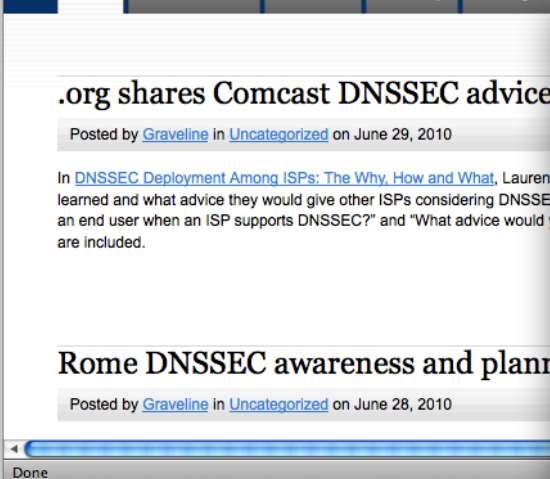 .org shares Comcast DNSSEC advice
Posted by Graveline in Uncategorized on June 29, 2010
In DNSSEC Deployment Among ISPs: The Why, How and What, Lauren
learned and what advice they would give other ISPs considering DNSSE
an end user when an ISP supports DNSSEC?” and “What advice would
are included.
Rome DNSSEC awareness and plann
Posted by Graveline in Uncategorized on June 28, 2010
Done